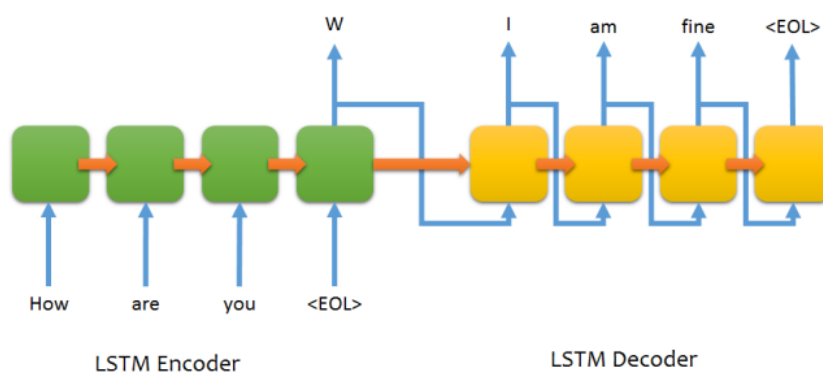 W I am fine <EOL>
How are you <EOL>
LSTM Encoder LSTM Decoder